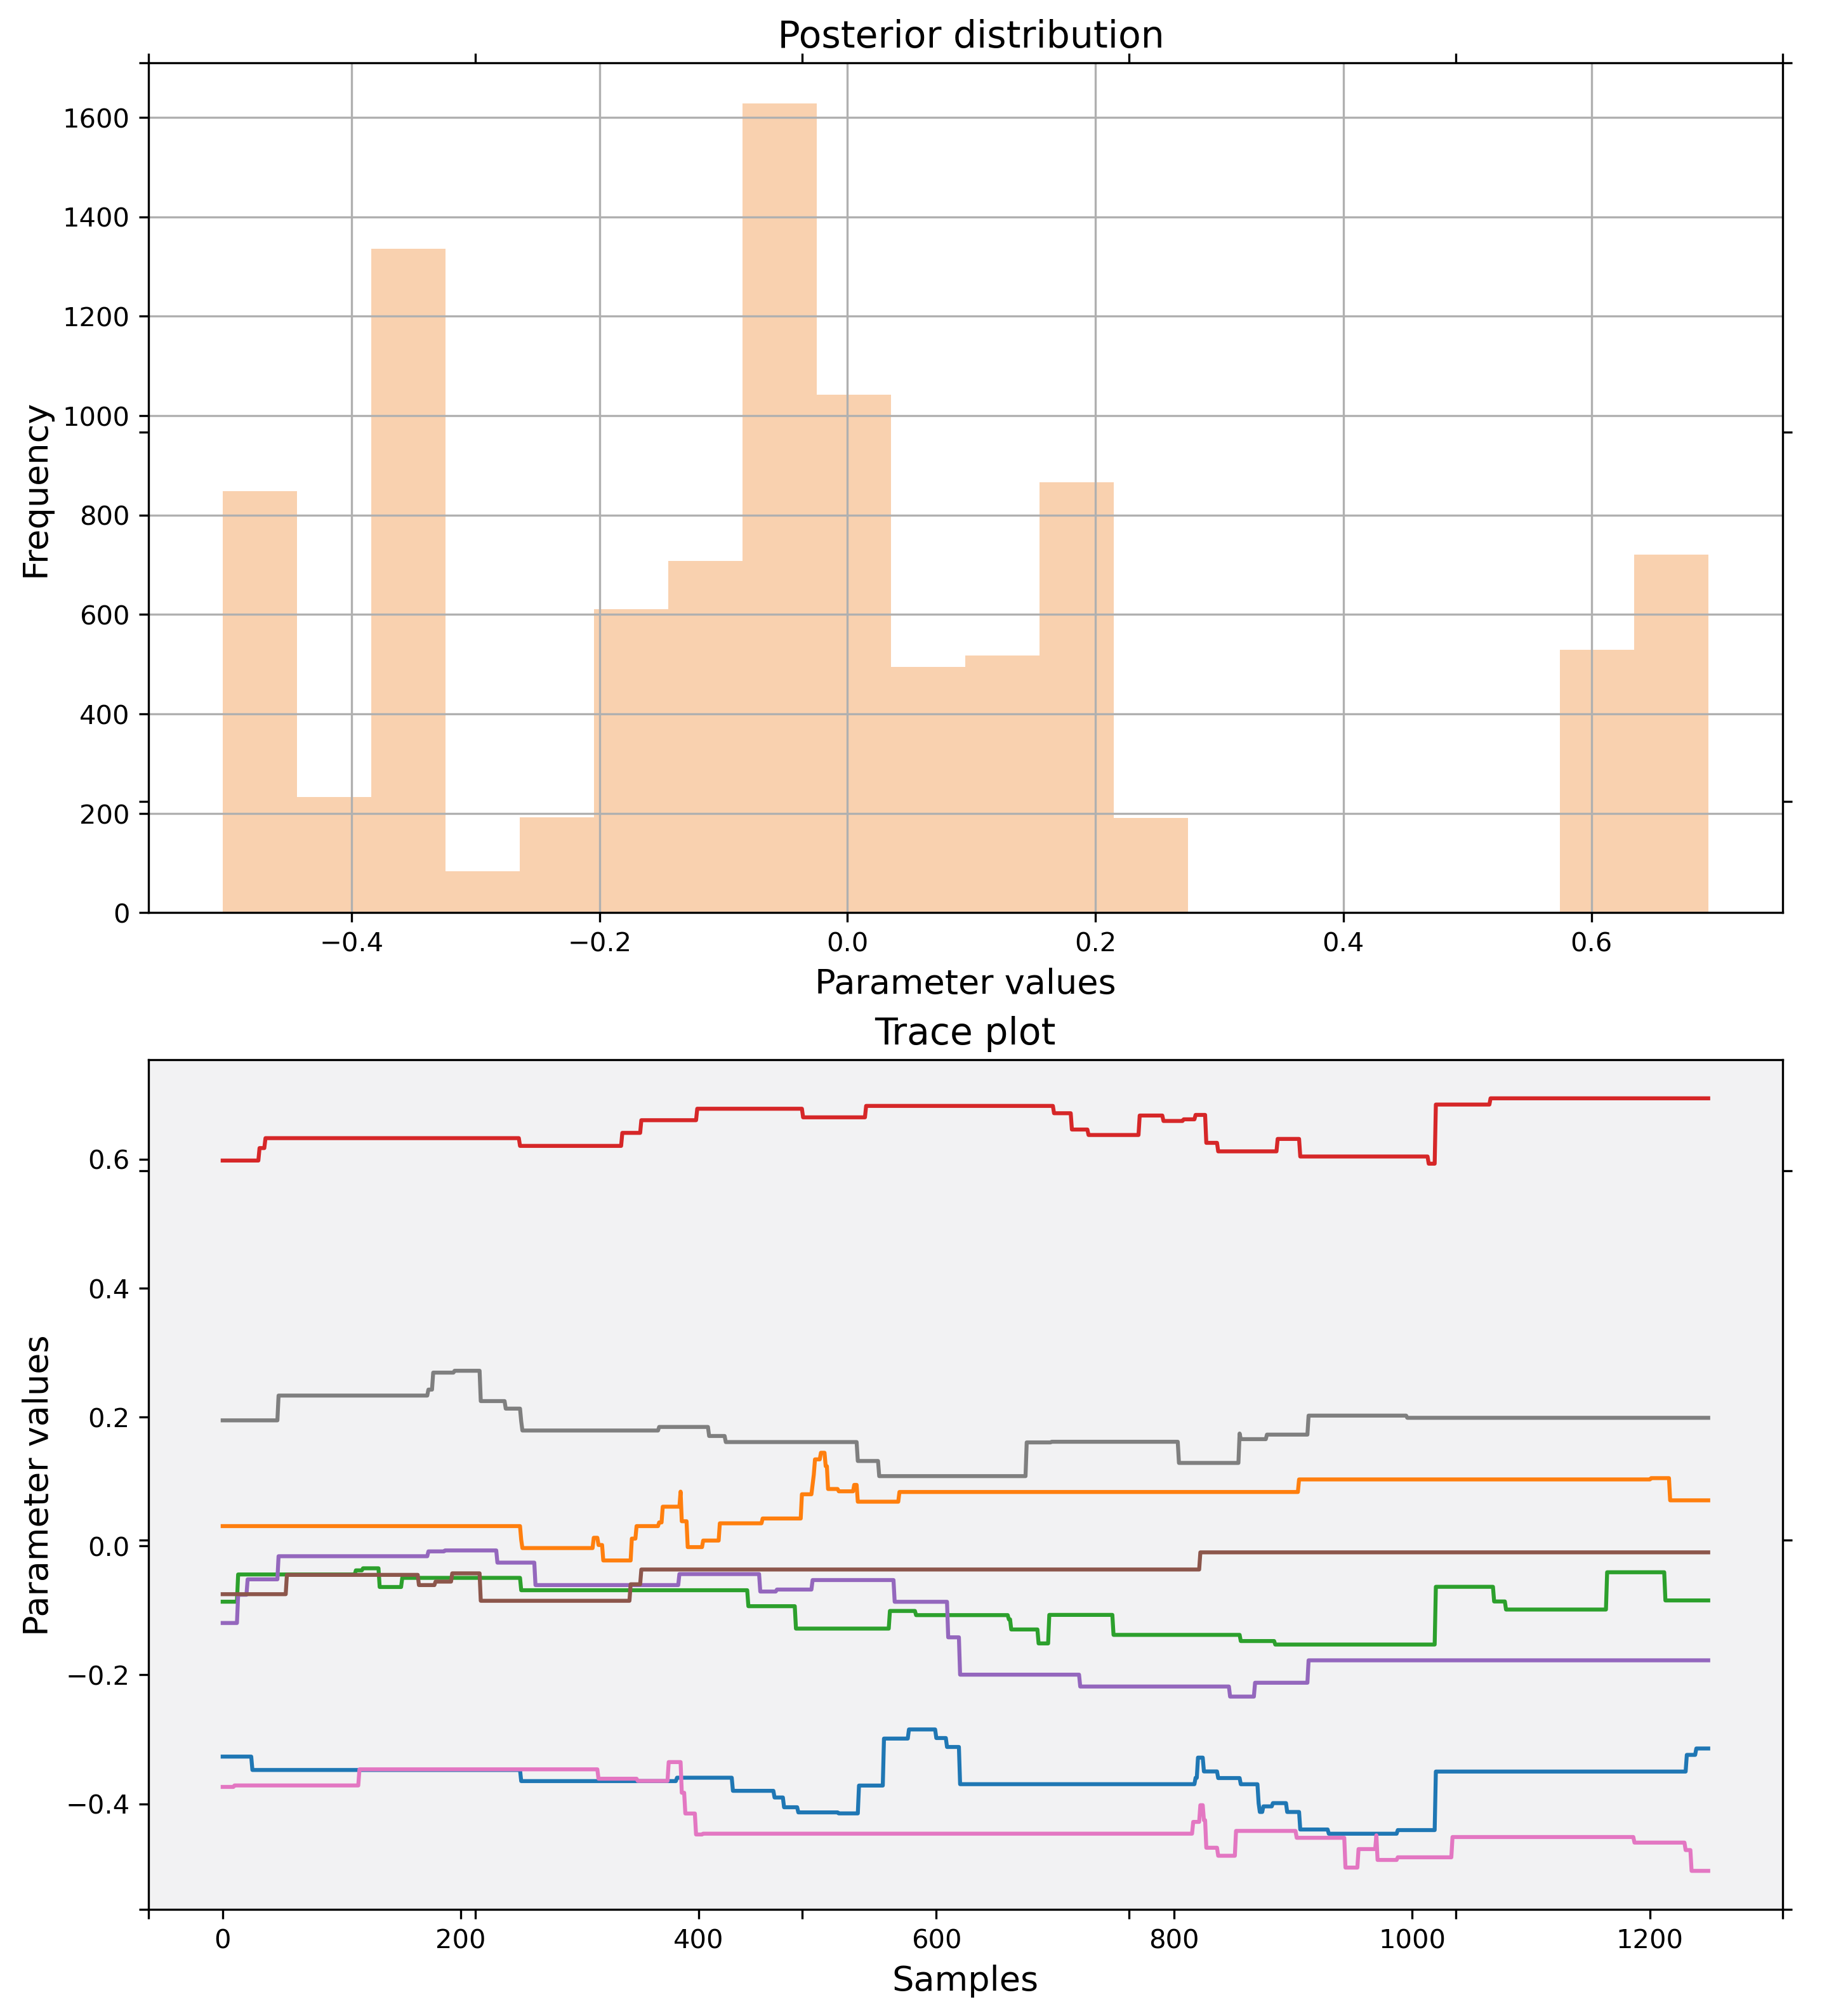 Posterior distribution
1600
1400
1200
1000
800
600
400
200
0
Frequency
−0.4 −0.2 0.0 0.2 0.4 0.6
Parameter values
Trace plot
0.6
0.4
0.2
0.0
−0.2
−0.4
Parameter values
0 200 400 600 800 1000 1200
Samples